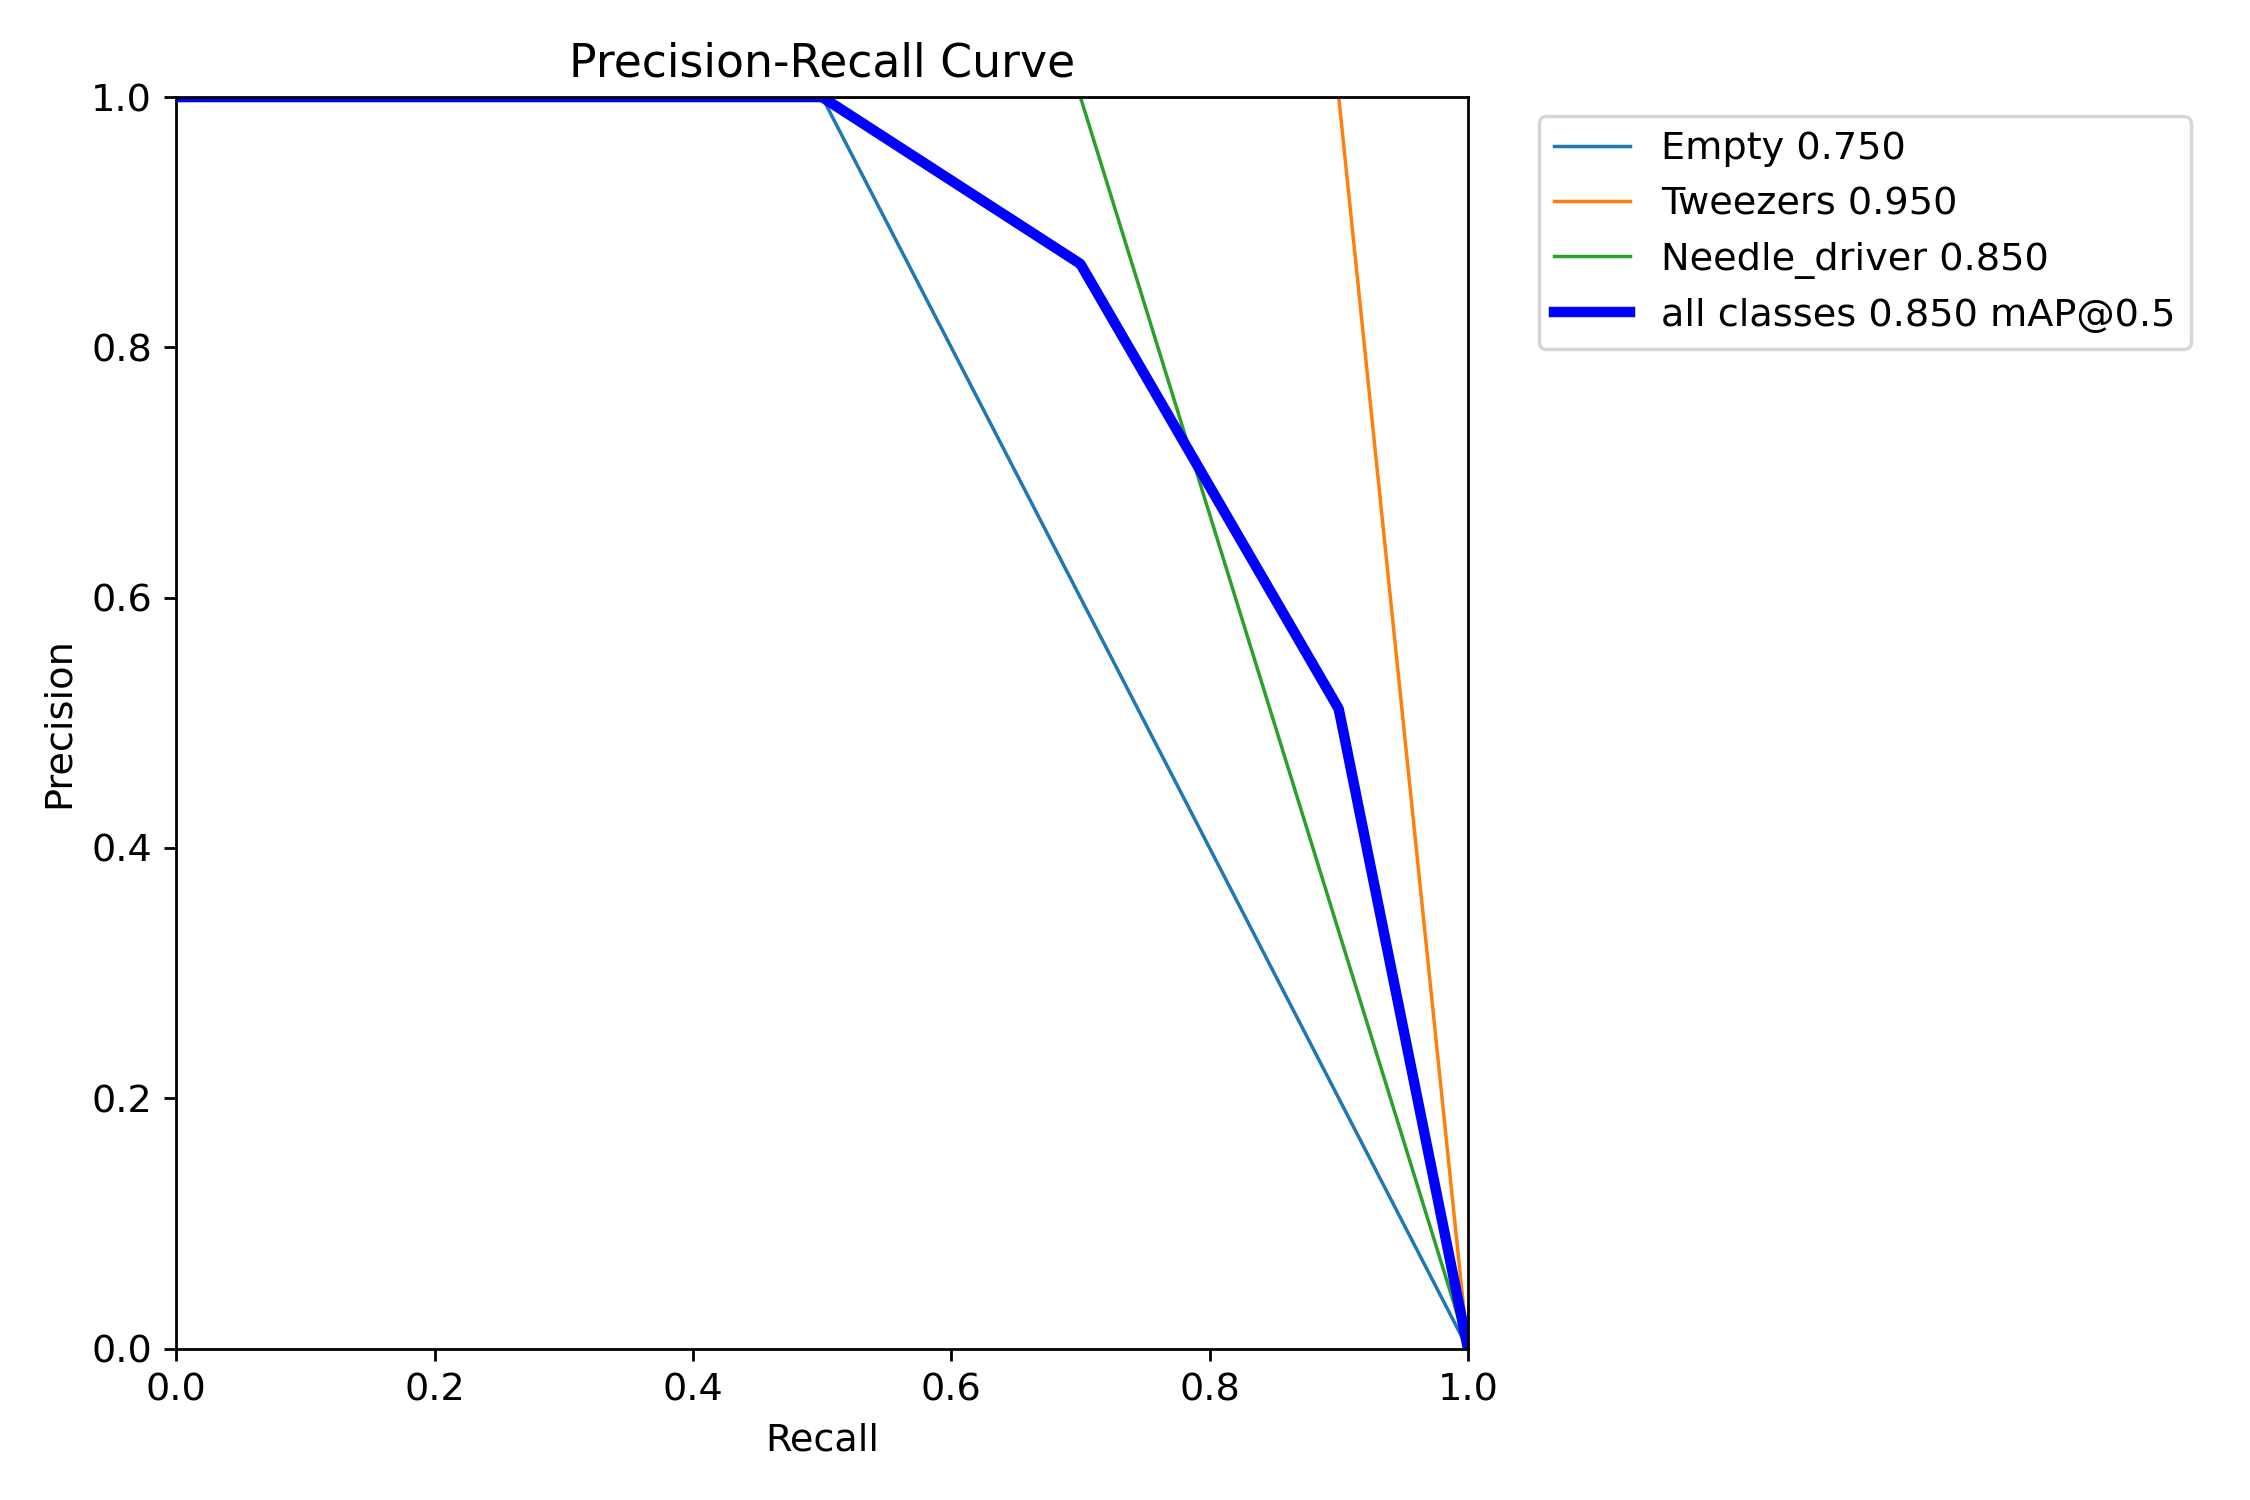 Precision-Recall Curve
1.0
0.8
0.6
0.4
0.2
0.0
Precision
0.0 0.2 0.4 0.6 0.8 1.0
Recall
Empty 0.750
Tweezers 0.950
Needle_driver 0.850
all classes 0.850 mAP@0.5